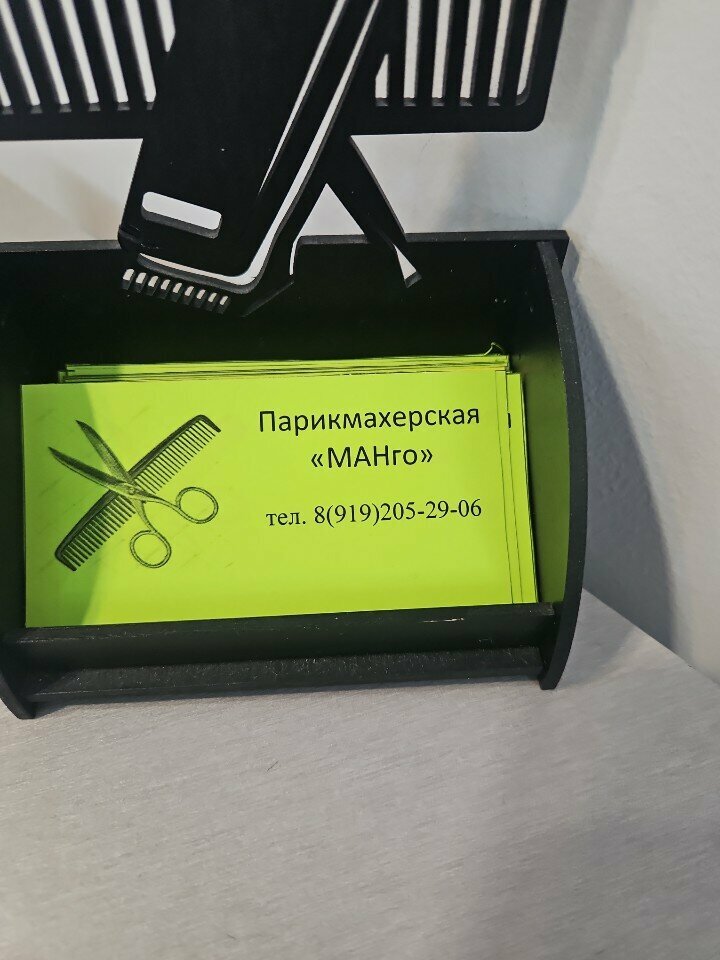 Парикмахерская
«МАНго»
тел. 8(919)205-29-06